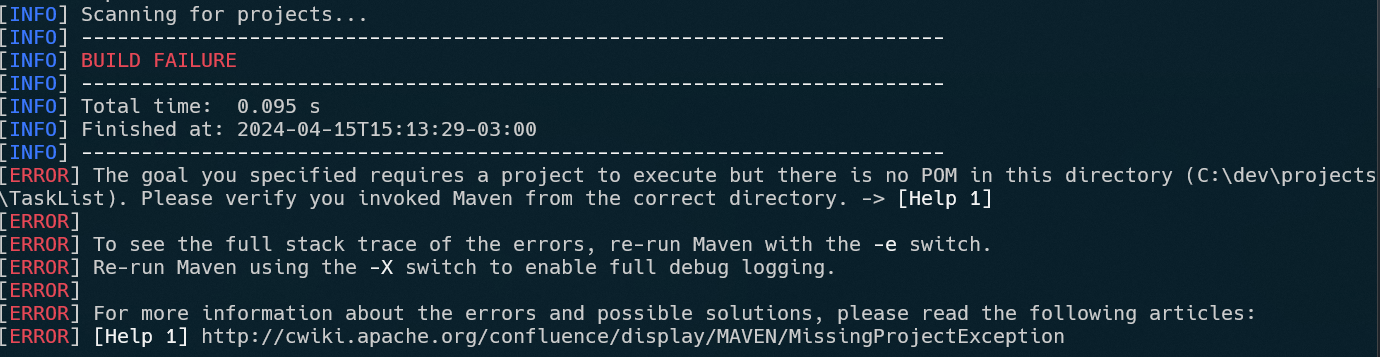 [INFO] Scanning for projects...
[INFO] ------------------------------------------------------------------------
[INFO] BUILD FAILURE
[INFO] ------------------------------------------------------------------------
[INFO] Total time:  0.095 s
[INFO] Finished at: 2024-04-15T15:13:29-03:00
[INFO] ------------------------------------------------------------------------
[ERROR] The goal you specified requires a project to execute but there is no POM in this directory (C:\dev\projects
\TaskList). Please verify you invoked Maven from the correct directory. -> [Help 1]
[ERROR]
[ERROR] To see the full stack trace of the errors, re-run Maven with the -e switch.
[ERROR] Re-run Maven using the -X switch to enable full debug logging.
[ERROR]
[ERROR] For more information about the errors and possible solutions, please read the following articles:
[ERROR] [Help 1] http://cwiki.apache.org/confluence/display/MAVEN/MissingProjectException